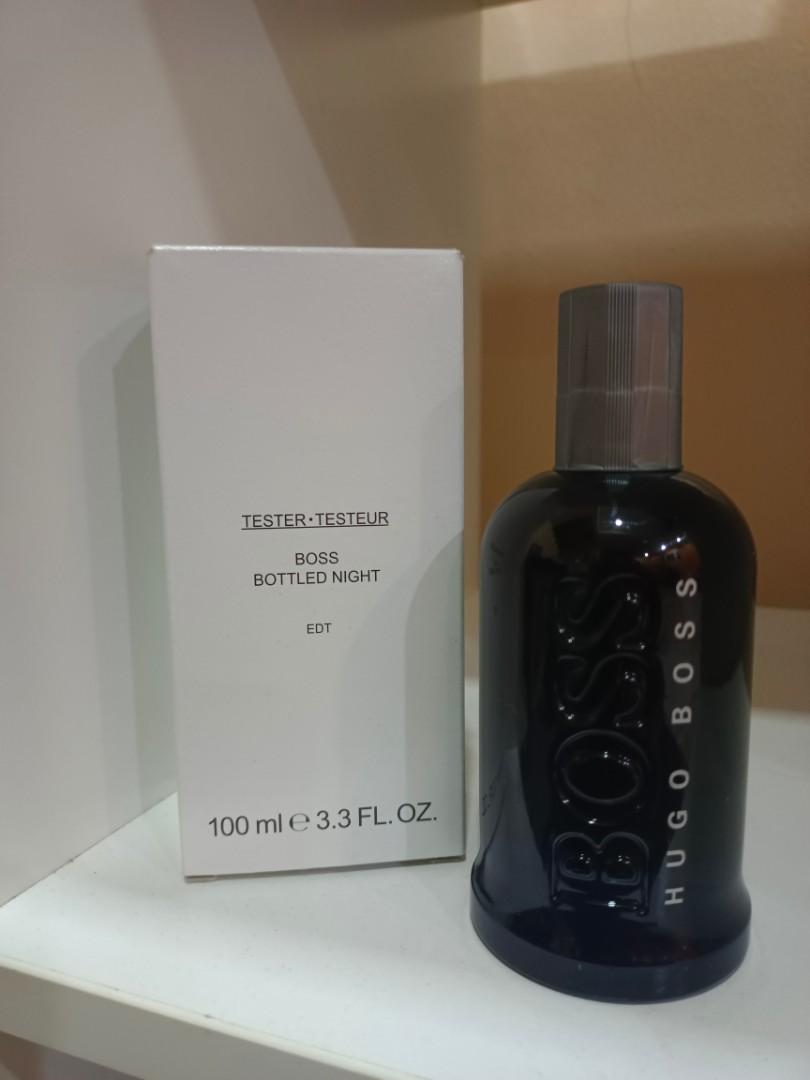 TESTER•TESTEUR
BOSS
BOTTLED NIGHT
EDT
100 ml ℮ 3.3 FL. OZ.
BOSS
HUGO BOSS